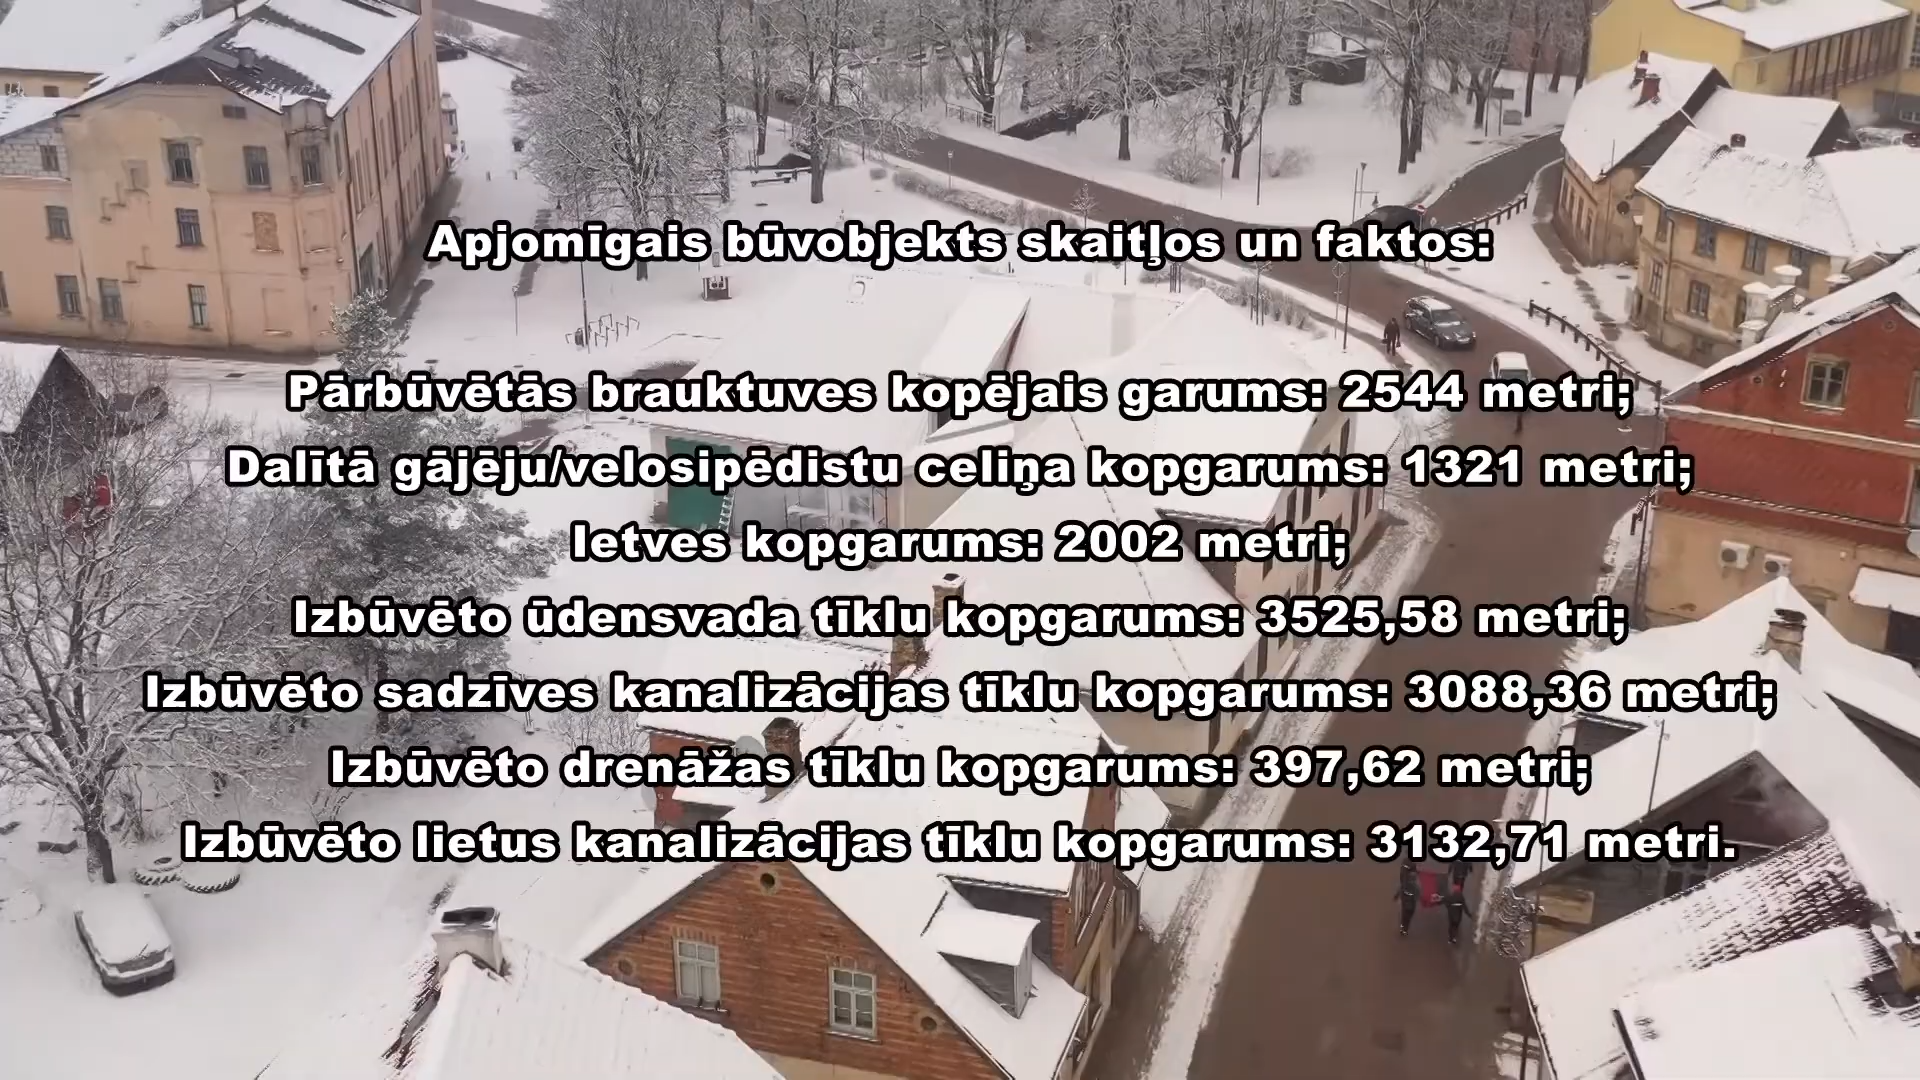 Apjomīgais būvobjekts skaitļos un faktos:
Pārbūvētās brauktuves kopējais garums: 2544 metri;
Dalītā gājēju/velosipēdistu celiņa kopgarums: 1321 metri;
Ietves kopgarums: 2002 metri;
Izbūvēto ūdensvada tīklu kopgarums: 3525,58 metri;
Izbūvēto sadzīves kanalizācijas tīklu kopgarums: 3088,36 metri;
Izbūvēto drenāžas tīklu kopgarums: 397,62 metri;
Izbūvēto lietus kanalizācijas tīklu kopgarums: 3132,71 metri.